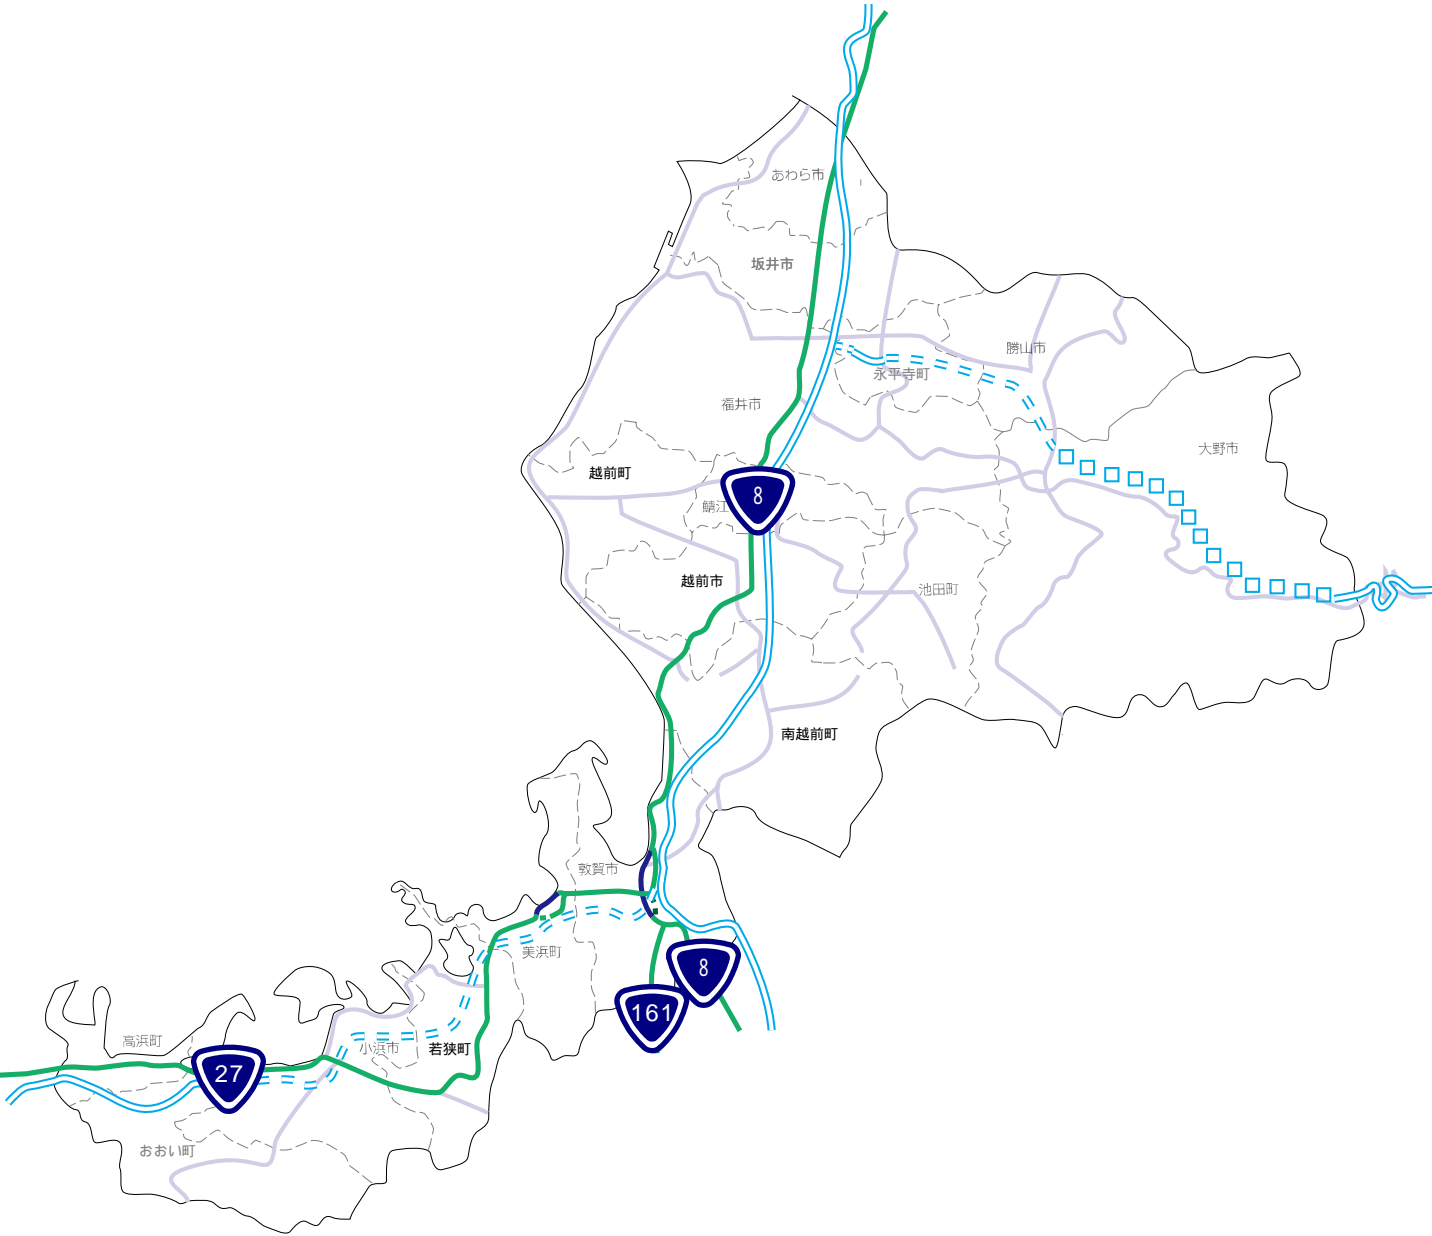 あわら市
坂井市
勝山市
永平寺町
福井市
大野市
越前町
8
鯖江
越前市
池田町
南越前町
敦賀市
美浜町
8
161
高浜町
小浜市
若狭町
27
おおい町